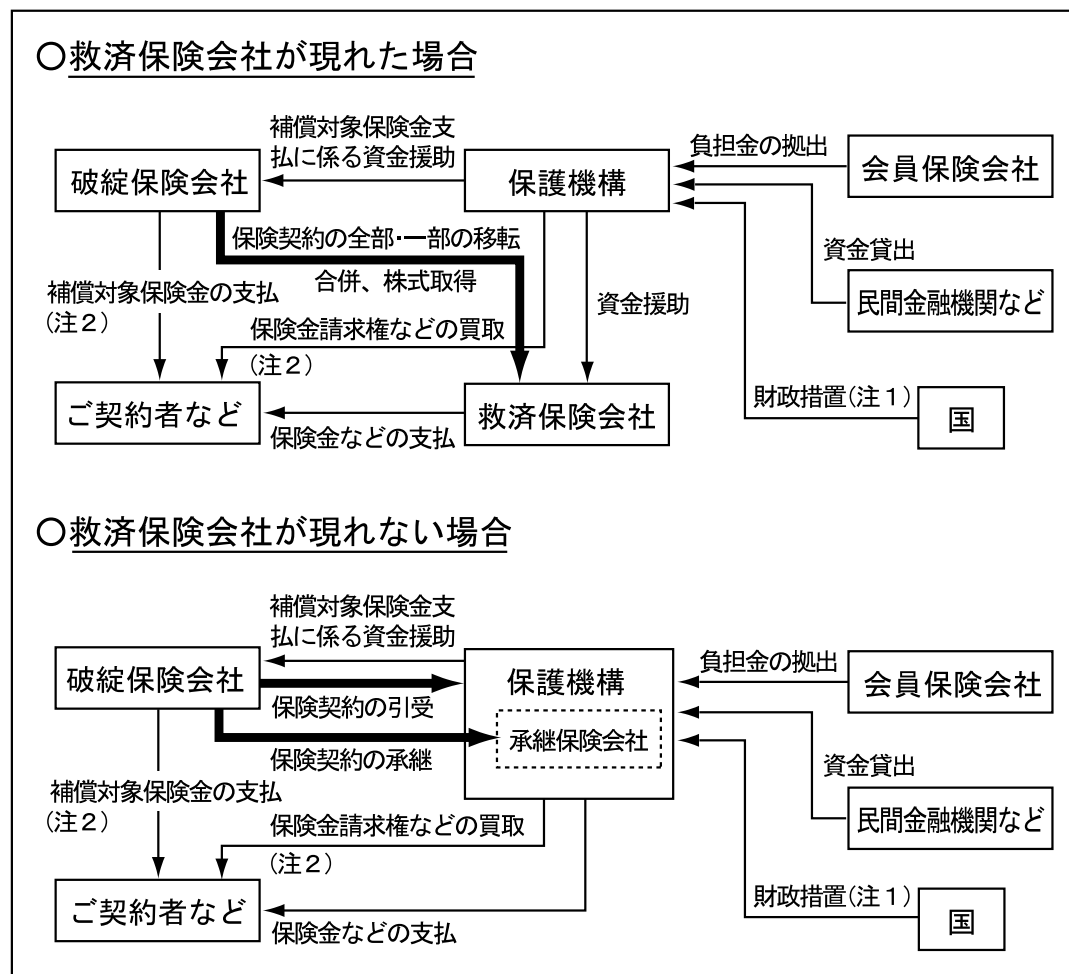 ○救済保険会社が現れた場合
補償対象保険金支
払に係る資金援助
破綻保険会社
保護機構
負担金の拠出
会員保険会社
保険契約の全部・一部の移転
合併、株式取得
資金貸出
民間金融機関など
補償対象保険金の支払
(注２)
資金援助
保険金請求権などの買取
(注２)
ご契約者など
保険金などの支払
救済保険会社
財政措置(注１)
国
○救済保険会社が現れない場合
補償対象保険金支
払に係る資金援助
破綻保険会社
保護機構
負担金の拠出
会員保険会社
保険契約の引受
承継保険会社
保険契約の承継
資金貸出
民間金融機関など
補償対象保険金の支払
(注２)
保険金請求権などの買取
(注２)
ご契約者など
保険金などの支払
財政措置(注１)
国